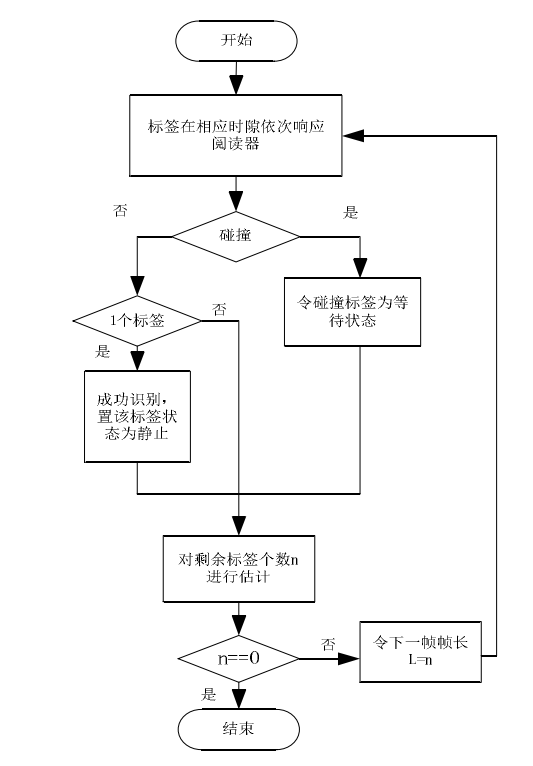 开始
标签在相应时隙依次响应
阅读器
否
是
碰撞
1个标签
否
令碰撞标签为等
待状态
是
成功识别，
置该标签状
态为静止
对剩余标签个数n
进行估计
n==0
否
令下一帧帧长
L=n
是
结束